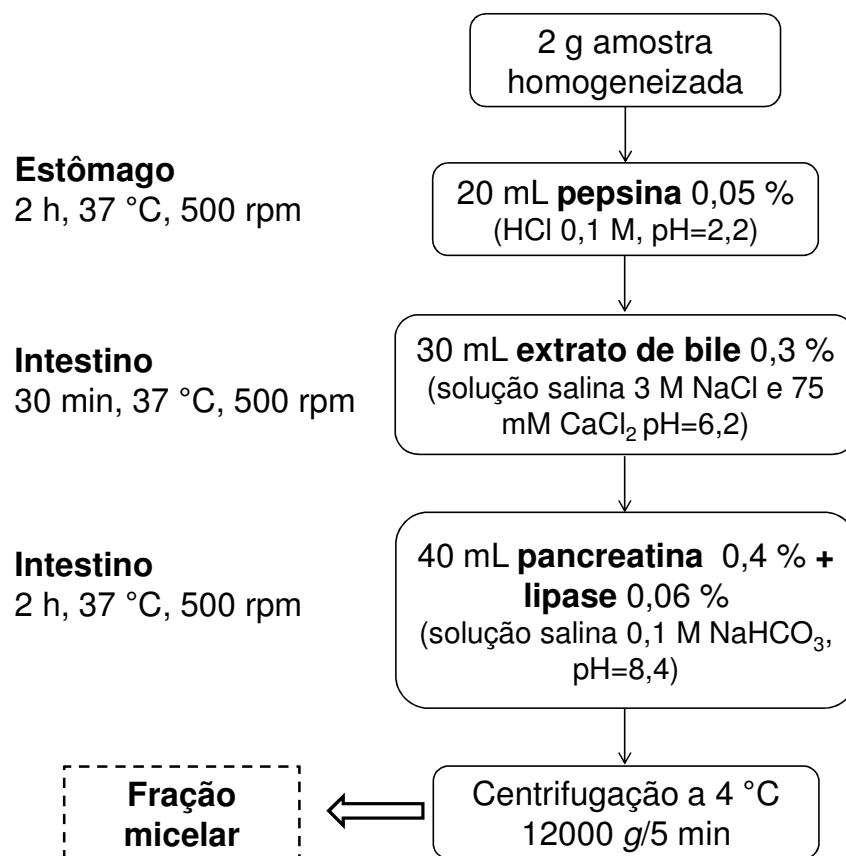 2 g amostra
homogeneizada
Estômago
2 h, 37 °C, 500 rpm
20 mL pepsina 0,05 %
(HCl 0,1 M, pH=2,2)
Intestino
30 min, 37 °C, 500 rpm
30 mL extrato de bile 0,3 %
(solução salina 3 M NaCl e 75
mM CaCl₂ pH=6,2)
Intestino
2 h, 37 °C, 500 rpm
40 mL pancreatina 0,4 % +
lipase 0,06 %
(solução salina 0,1 M NaHCO₃,
pH=8,4)
Fração
micelar
Centrifugação a 4 °C
12000 g/5 min